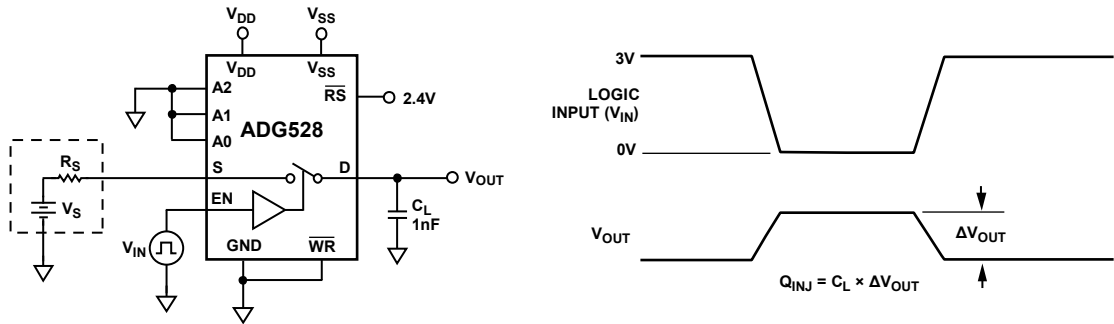 VDD
VSS
VDD
VSS
A2
RS
2.4V
A1
ADG528
A0
RS
S
D
VOUT
EN
VS
CL
1nF
VIN
GND
WR
3V
LOGIC
INPUT (VIN)
0V
VOUT
ΔVOUT
QINJ = CL × ΔVOUT